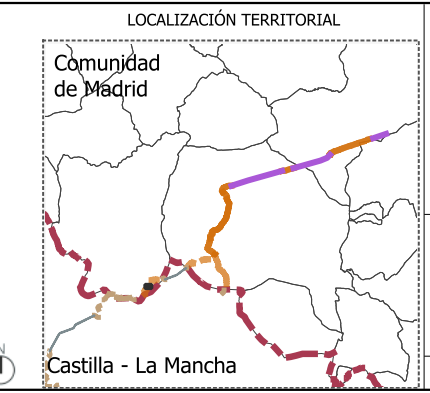 LOCALIZACIÓN TERRITORIAL
Comunidad
de Madrid
Castilla - La Mancha
N